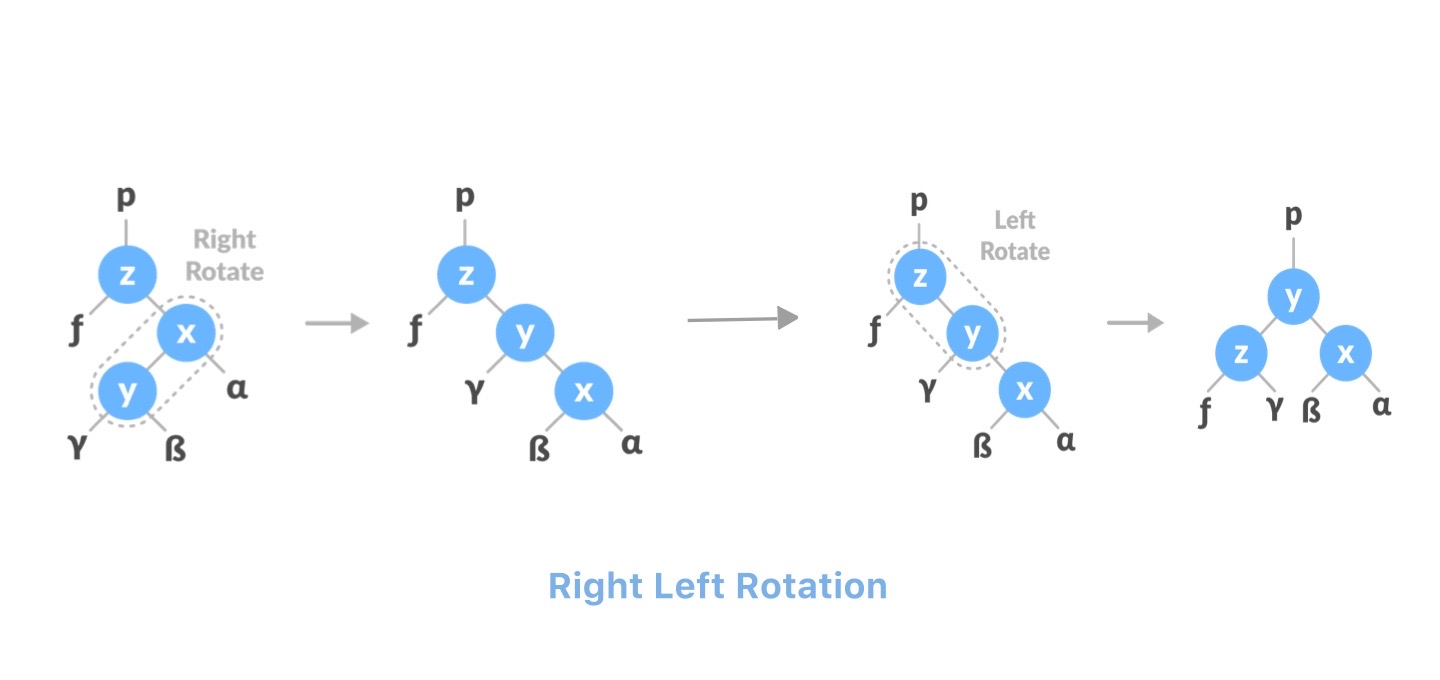 p
Right
Rotate
z
ƒ
x
y
α
γ
ß
p
z
ƒ
y
γ
x
ß
α
p
Left
Rotate
z
ƒ
y
γ
x
ß
α
p
y
z
x
ƒ
γ
ß
α
Right Left Rotation